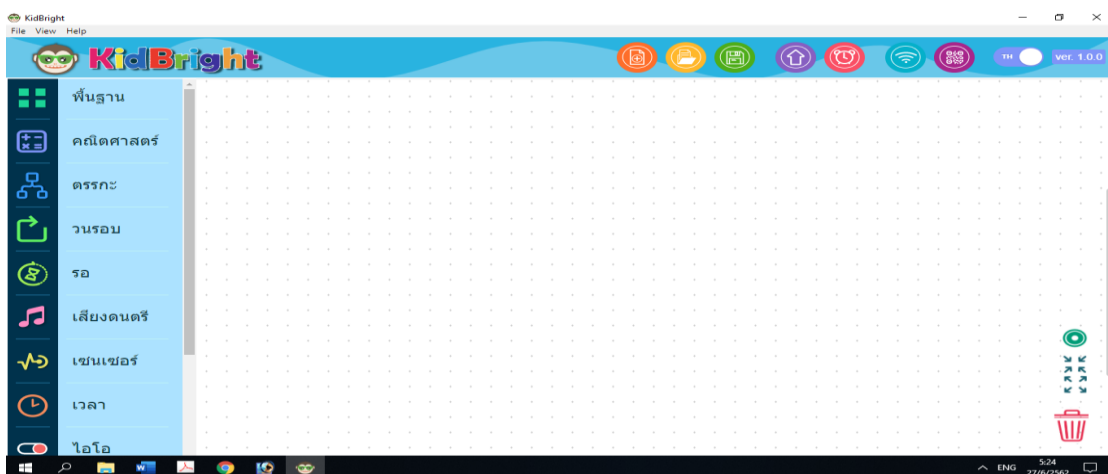 KidBright
File View Help
KidBright
TH
ver. 1.0.0
พื้นฐาน
คณิตศาสตร์
ตรรกะ
วนรอบ
รอ
เสียงดนตรี
เซนเซอร์
เวลา
ไอโอ
ENG
5:24
27/6/2562